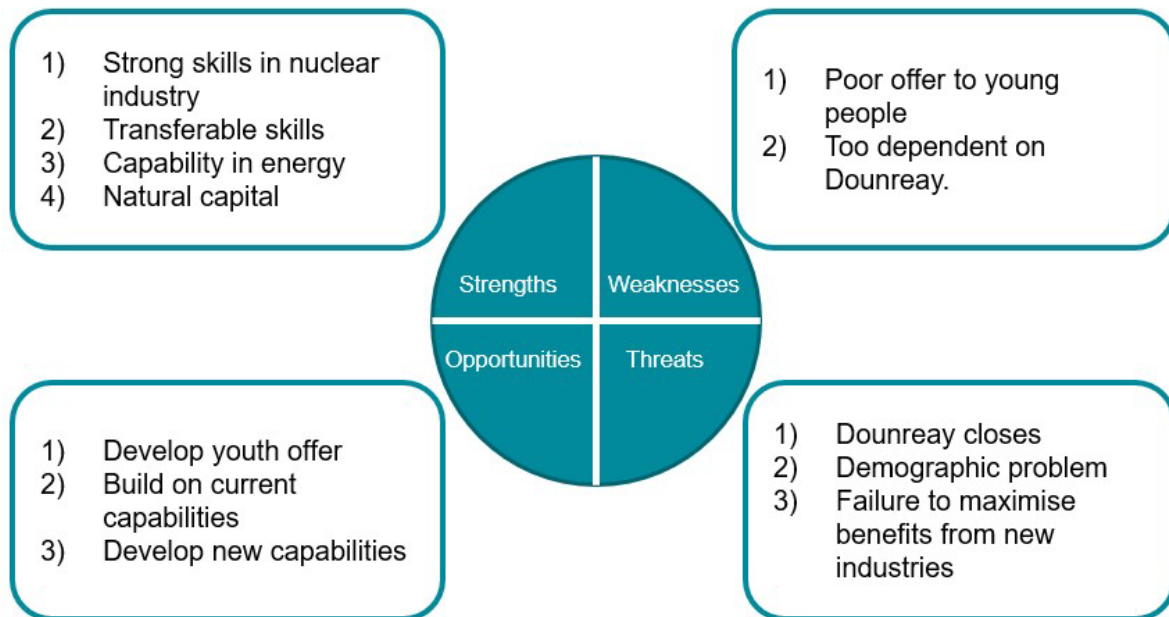 1) Strong skills in nuclear
industry
2) Transferable skills
3) Capability in energy
4) Natural capital
1) Poor offer to young
people
2) Too dependent on
Dounreay.
Strengths
Weaknesses
Opportunities
Threats
1) Develop youth offer
2) Build on current
capabilities
3) Develop new capabilities
1) Dounreay closes
2) Demographic problem
3) Failure to maximise
benefits from new
industries